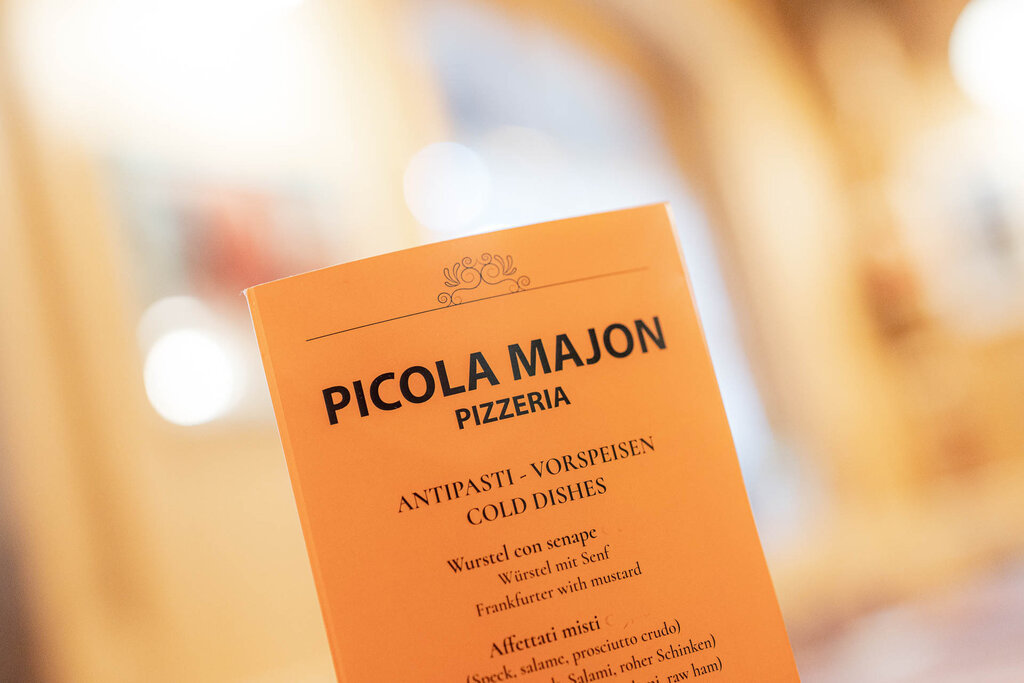 PICOLA MAJON
PIZZERIA
ANTIPASTI - VORSPEISEN
COLD DISHES
Wurstel con senape
Würstel mit Senf
Frankfurter with mustard
Affettati misti
(Speck, salame, prosciutto crudo)
Salami, roher Schinken)
raw ham)